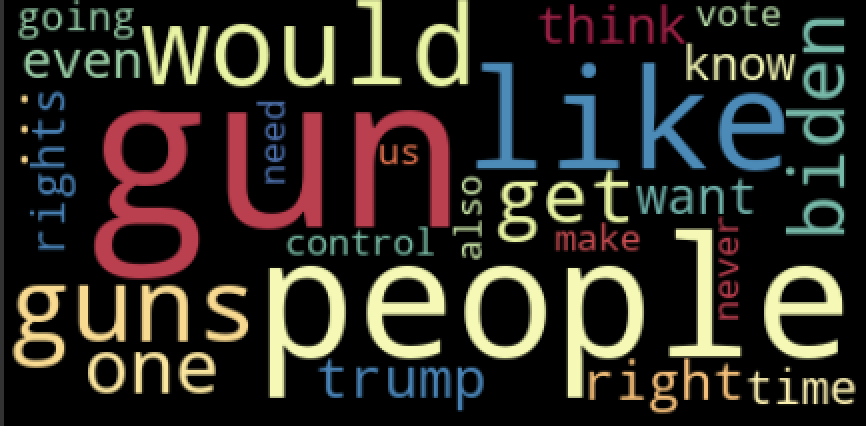 going
even
would
think
vote
know
biden
rights
gun
need
us
like
get
want
also
control
make
never
guns
people
one
trump
right
time